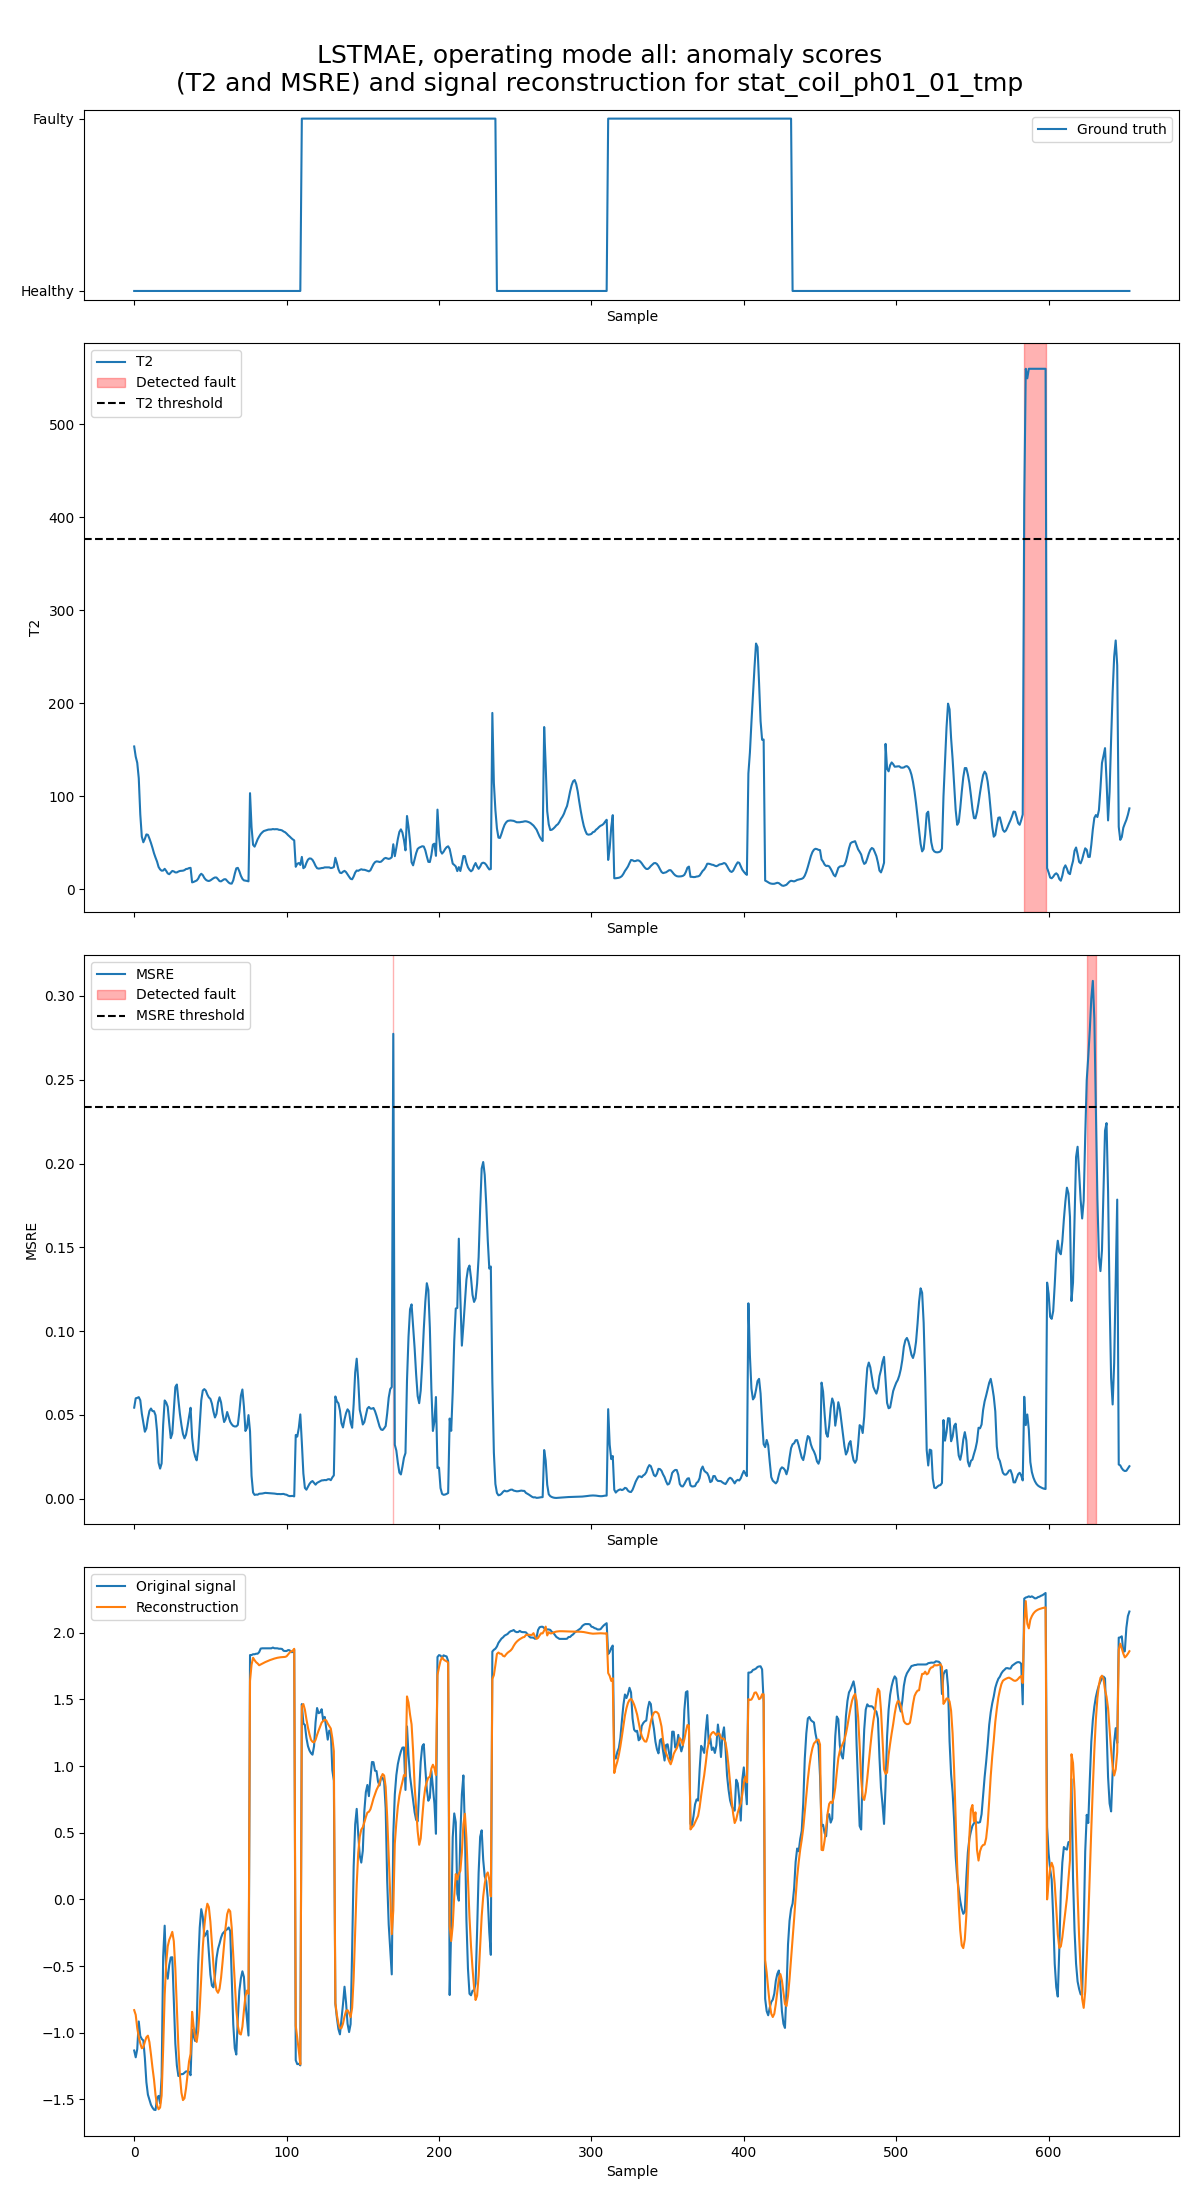 LSTMAE, operating mode all: anomaly scores
(T2 and MSRE) and signal reconstruction for stat_coil_ph01_01_tmp
Faulty
Healthy
Ground truth
Sample
T2
Detected fault
T2 threshold
500
400
300
200
100
0
T2
Sample
MSRE
Detected fault
MSRE threshold
0.30
0.25
0.20
0.15
0.10
0.05
0.00
MSRE
Sample
Original signal
Reconstruction
2.0
1.5
1.0
0.5
0.0
−0.5
−1.0
−1.5
0 100 200 300 400 500 600
Sample